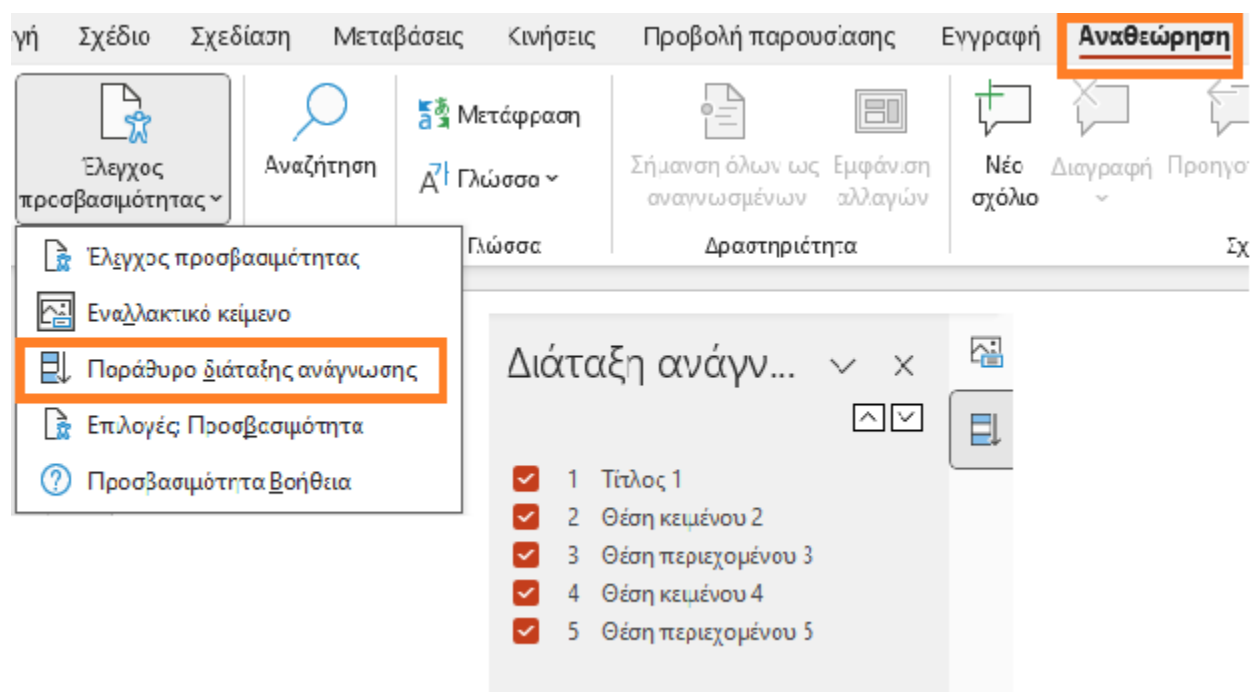 γή Σχέδιο Σχεδίαση Μεταβάσεις Κινήσεις Προβολή παρουσίασης Εγγραφή Αναθεώρηση
Έλεγχος
προσβασιμότητας
Αναζήτηση
Μετάφραση
Γλώσσα
Σήμανση όλων ως
αναγνωσμένων
Εμφάνιση
αλλαγών
Νέο
σχόλιο
Διαγραφή
Προηγο
Γλώσσα
Δραστηριότητα
Σχ
Έλεγχος προσβασιμότητας
Εναλλακτικό κείμενο
Παράθυρο διάταξης ανάγνωσης
Επιλογές: Προσβασιμότητα
Προσβασιμότητα Βοήθεια
Διάταξη ανάγν...
1 Τίτλος 1
2 Θέση κειμένου 2
3 Θέση περιεχομένου 3
4 Θέση κειμένου 4
5 Θέση περιεχομένου 5